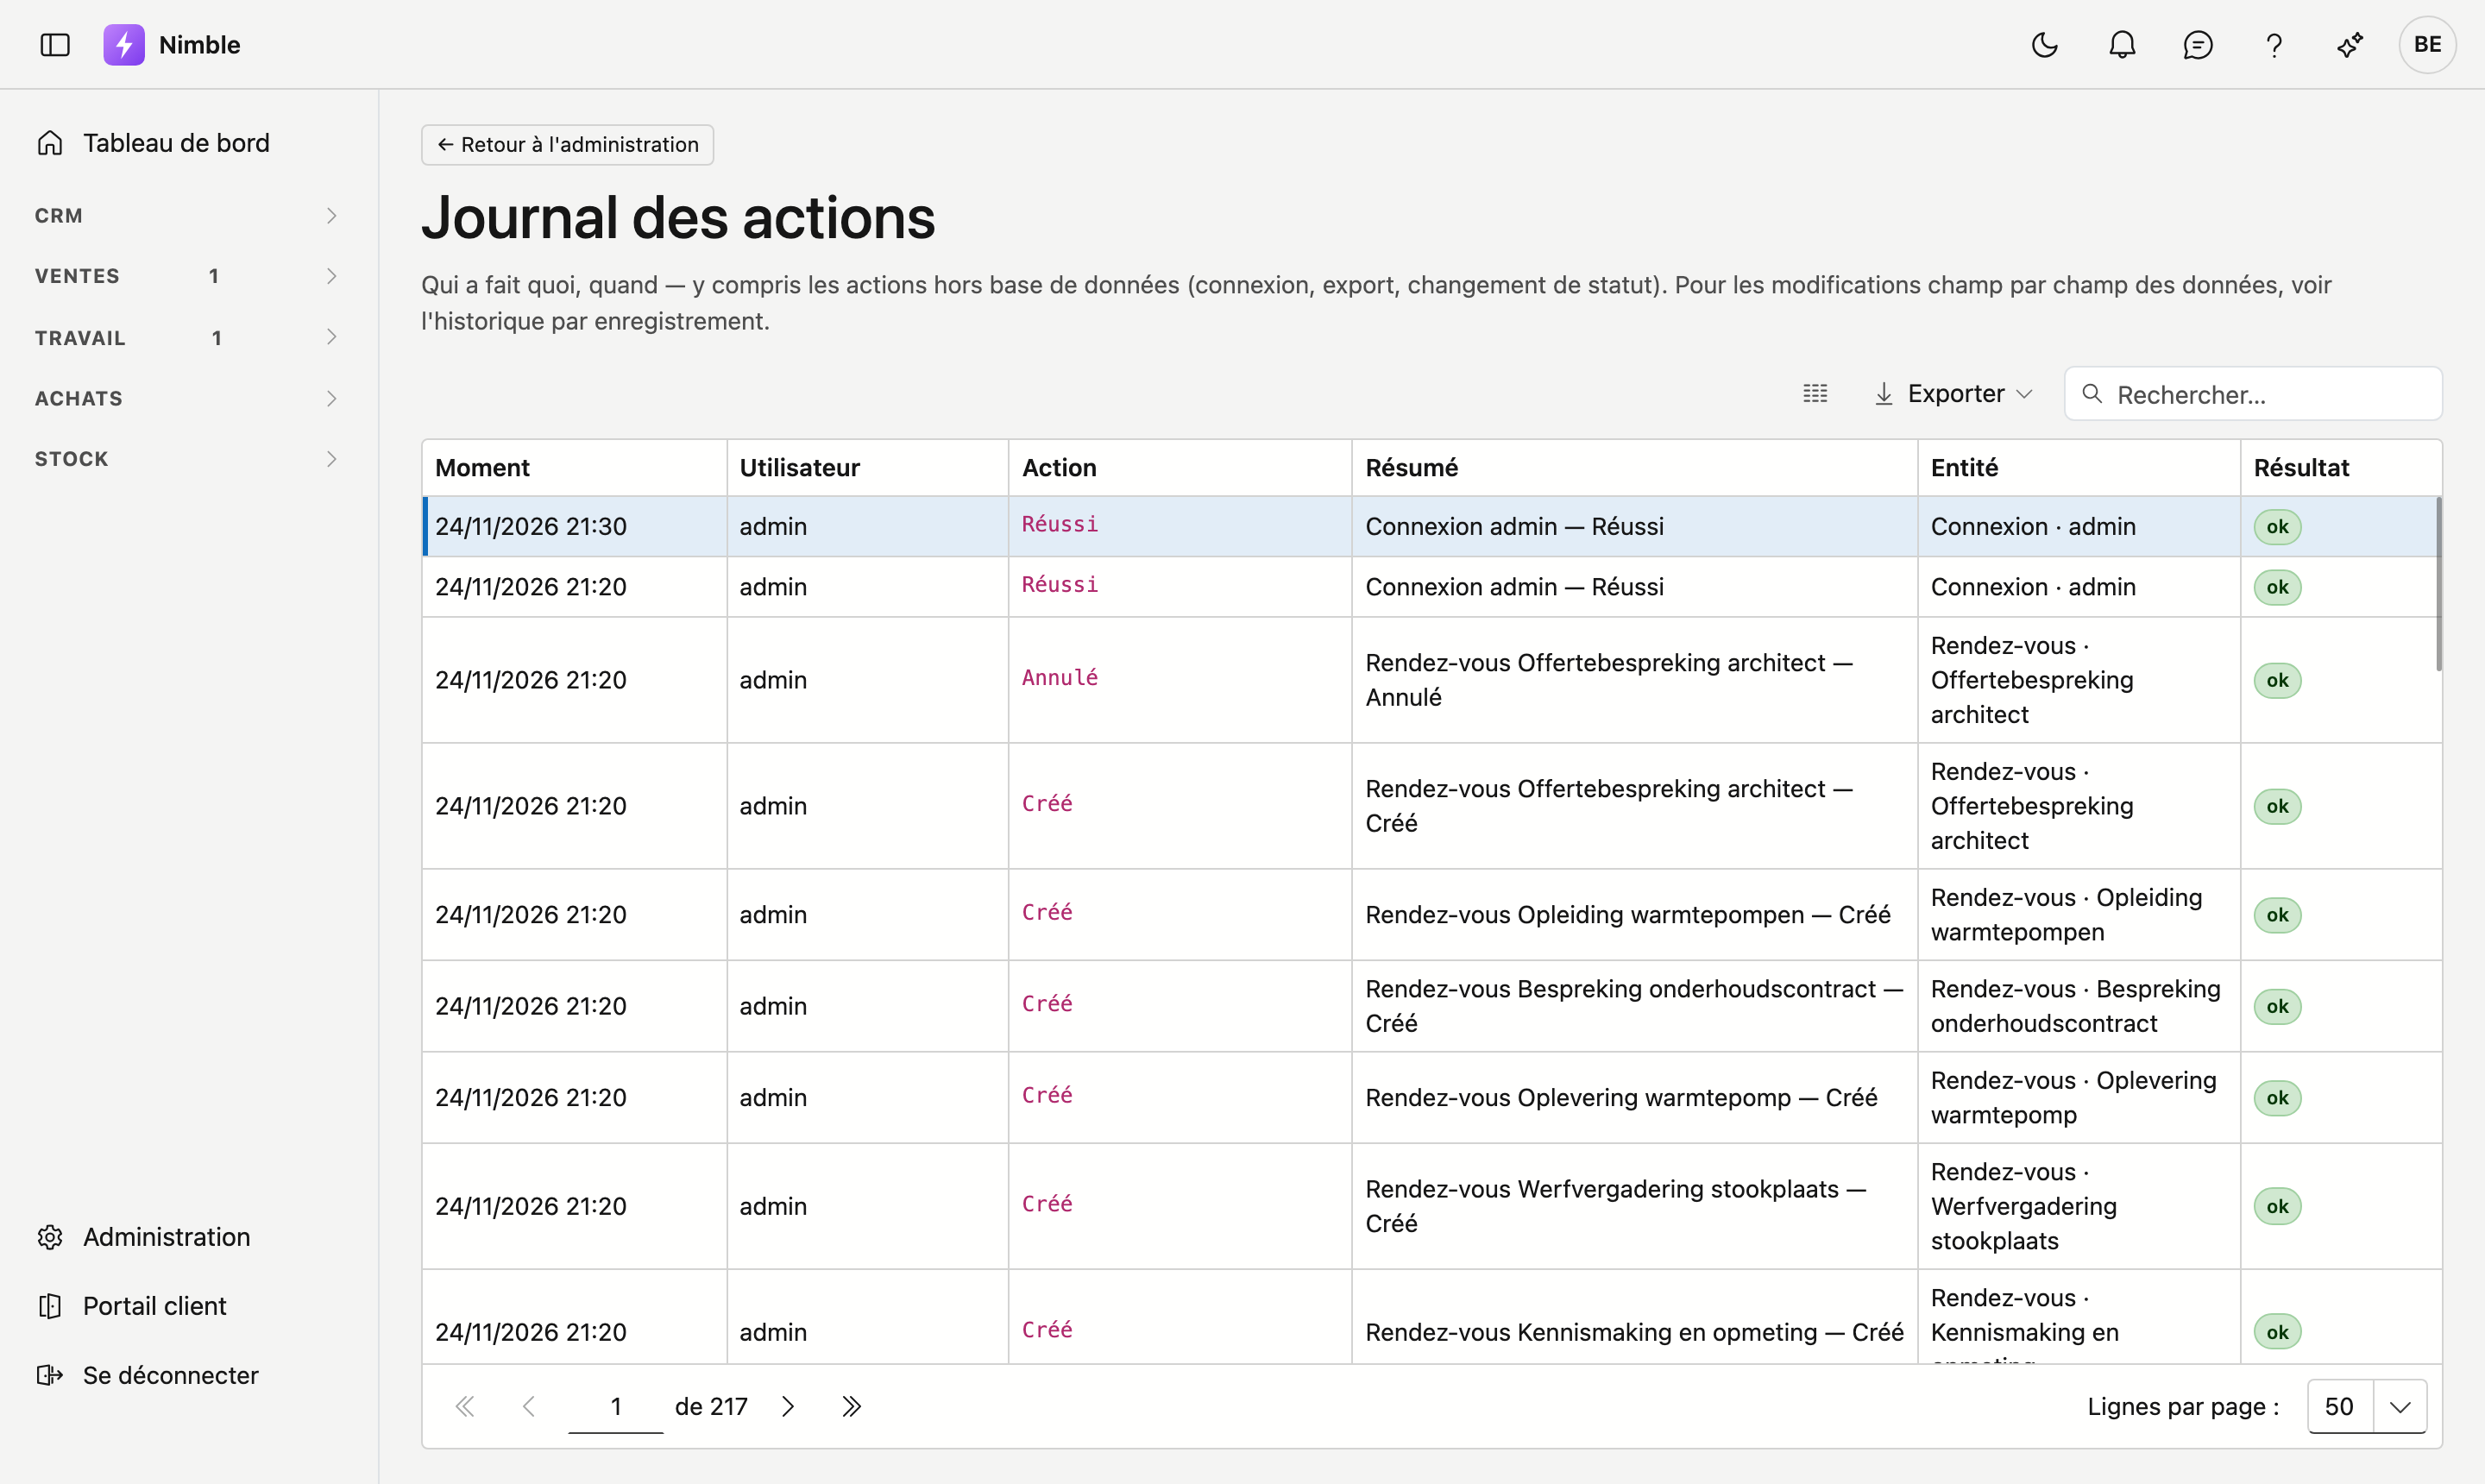 Nimble
BE
Tableau de bord
CRM
VENTES 1
TRAVAIL 1
ACHATS
STOCK
Administration
Portail client
Se déconnecter
← Retour à l'administration
Journal des actions
Qui a fait quoi, quand — y compris les actions hors base de données (connexion, export, changement de statut). Pour les modifications champ par champ des données, voir
l'historique par enregistrement.
Exporter
Rechercher...
Moment Utilisateur Action Résumé Entité Résultat
24/11/2026 21:30 admin Réussi Connexion admin — Réussi Connexion · admin ok
24/11/2026 21:20 admin Réussi Connexion admin — Réussi Connexion · admin ok
24/11/2026 21:20 admin Annulé Rendez-vous Offertebespreking architect —
Annulé
Rendez-vous ·
Offertebespreking
architect
ok
24/11/2026 21:20 admin Créé Rendez-vous Offertebespreking architect —
Créé
Rendez-vous ·
Offertebespreking
architect
ok
24/11/2026 21:20 admin Créé Rendez-vous Opleiding warmtepompen — Créé
Rendez-vous · Opleiding
warmtepompen
ok
24/11/2026 21:20 admin Créé Rendez-vous Bespreking onderhoudscontract —
Créé
Rendez-vous · Bespreking
onderhoudscontract
ok
24/11/2026 21:20 admin Créé Rendez-vous Oplevering warmtepomp — Créé
Rendez-vous · Oplevering
warmtepomp
ok
24/11/2026 21:20 admin Créé Rendez-vous Werfvergadering stookplaats —
Créé
Rendez-vous ·
Werfvergadering
stookplaats
ok
24/11/2026 21:20 admin Créé Rendez-vous Kennismaking en opmeting — Créé
Rendez-vous ·
Kennismaking en
ok
1 de 217
Lignes par page : 50